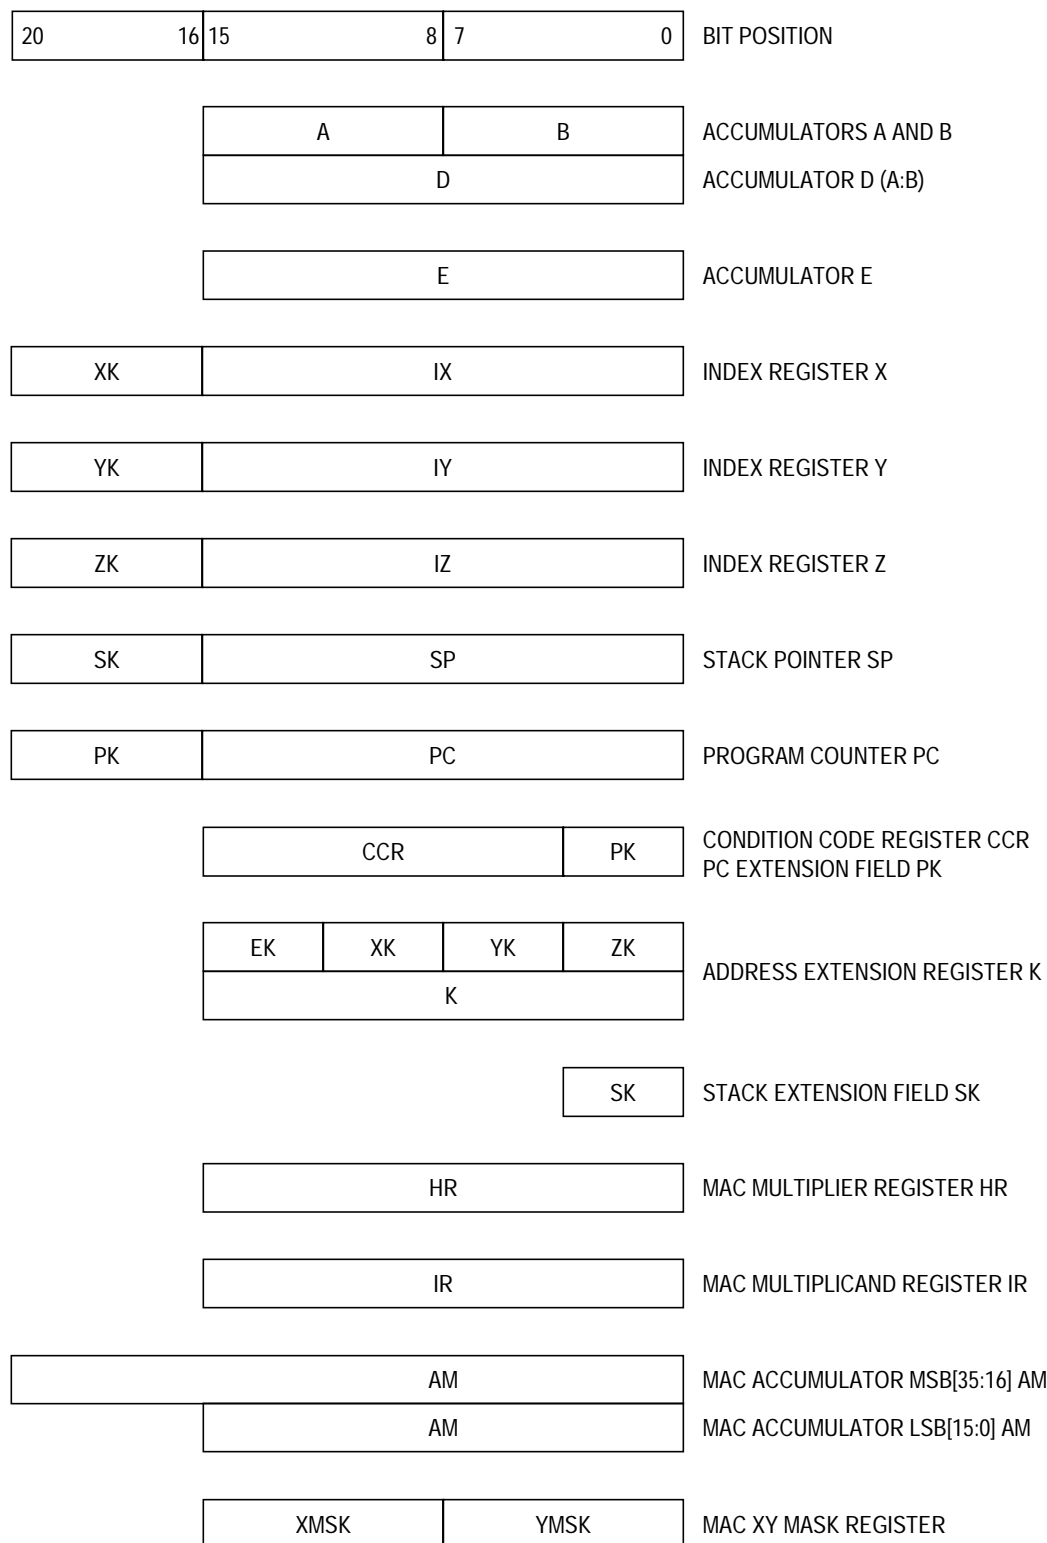 20 16 15 8 7 0 BIT POSITION
A B ACCUMULATORS A AND B
D ACCUMULATOR D (A:B)
E ACCUMULATOR E
XK IX INDEX REGISTER X
YK IY INDEX REGISTER Y
ZK IZ INDEX REGISTER Z
SK SP STACK POINTER SP
PK PC PROGRAM COUNTER PC
CCR PK CONDITION CODE REGISTER CCR
PC EXTENSION FIELD PK
EK XK YK ZK
ADDRESS EXTENSION REGISTER K
K
SK STACK EXTENSION FIELD SK
HR MAC MULTIPLIER REGISTER HR
IR MAC MULTIPLICAND REGISTER IR
AM MAC ACCUMULATOR MSB[35:16] AM
AM MAC ACCUMULATOR LSB[15:0] AM
XMSK YMSK MAC XY MASK REGISTER